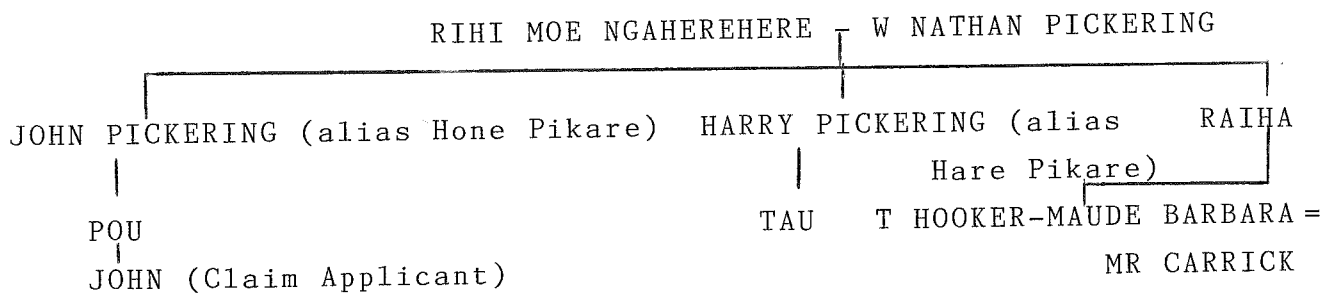 RIHI MOE NGAHEREHERE - W NATHAN PICKERING
JOHN PICKERING (alias Hone Pikare) HARRY PICKERING (alias RAIHA
Hare Pikare)
POU TAU T HOOKER-MAUDE BARBARA =
JOHN (Claim Applicant) MR CARRICK